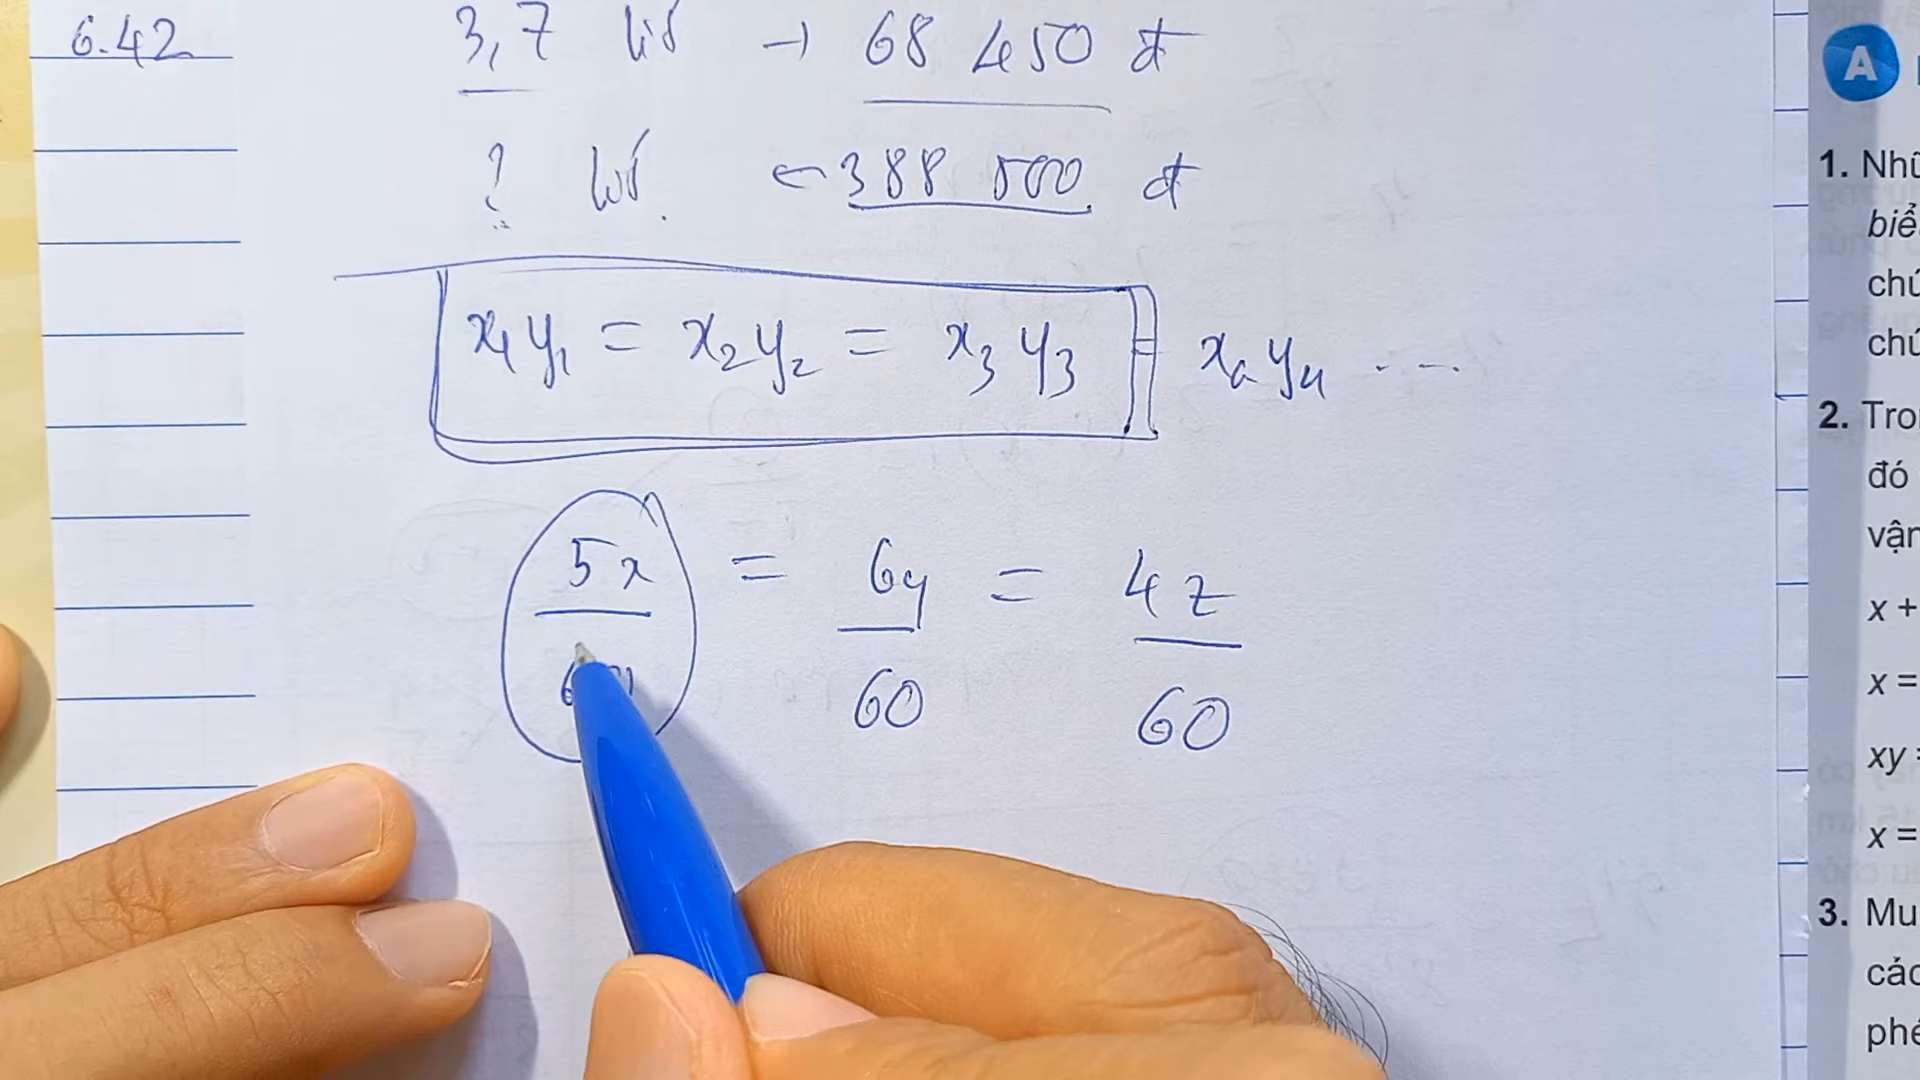 6.42
3,7 lít → 68 450 đ
? lít. ← 388 500 đ
x₁y₁ = x₂y₂ = x₃y₃ = x₄y₄ ....
5x/60 = 6y/60 = 4z/60
A
1. Nhữ
biể
chú
chú
2. Tro
đó
vận
x +
x =
xy =
x =
3. Mu
các
phé